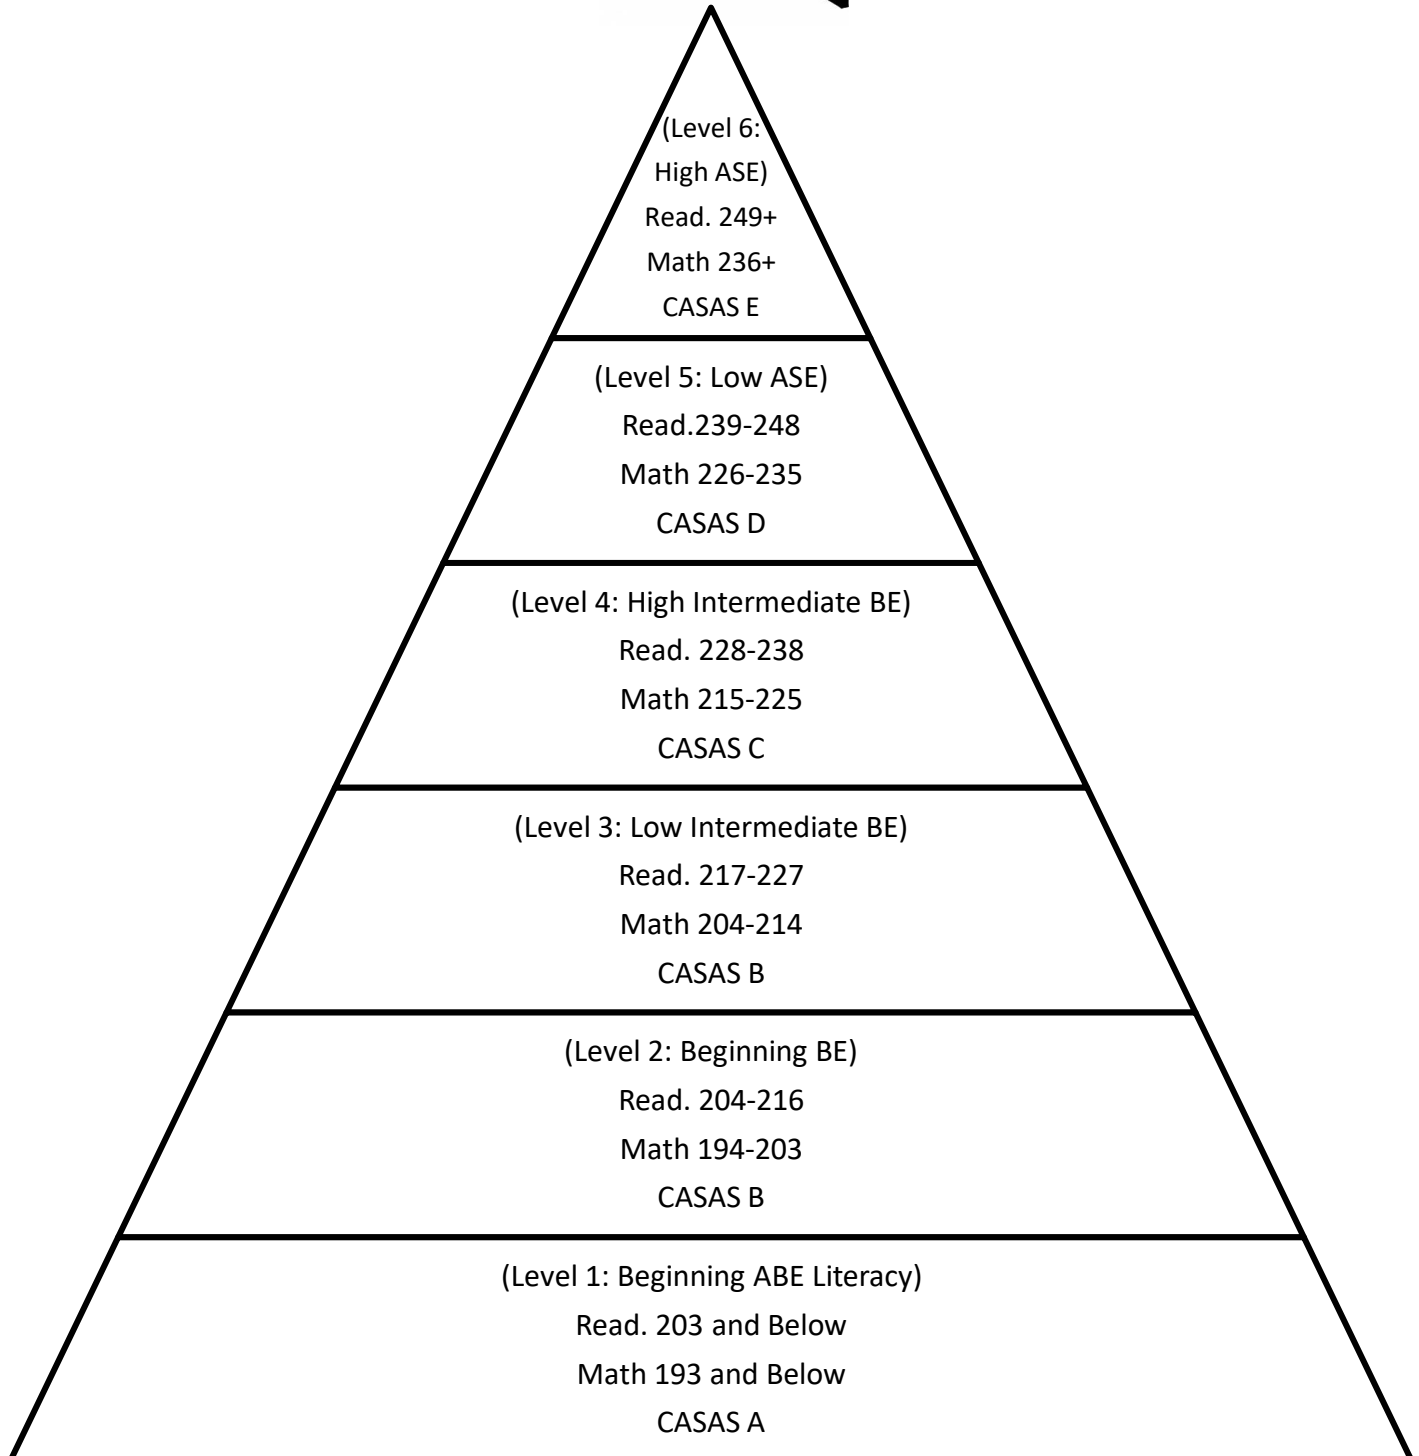 (Level 6:
High ASE)
Read. 249+
Math 236+
CASAS E
(Level 5: Low ASE)
Read.239-248
Math 226-235
CASAS D
(Level 4: High Intermediate BE)
Read. 228-238
Math 215-225
CASAS C
(Level 3: Low Intermediate BE)
Read. 217-227
Math 204-214
CASAS B
(Level 2: Beginning BE)
Read. 204-216
Math 194-203
CASAS B
(Level 1: Beginning ABE Literacy)
Read. 203 and Below
Math 193 and Below
CASAS A